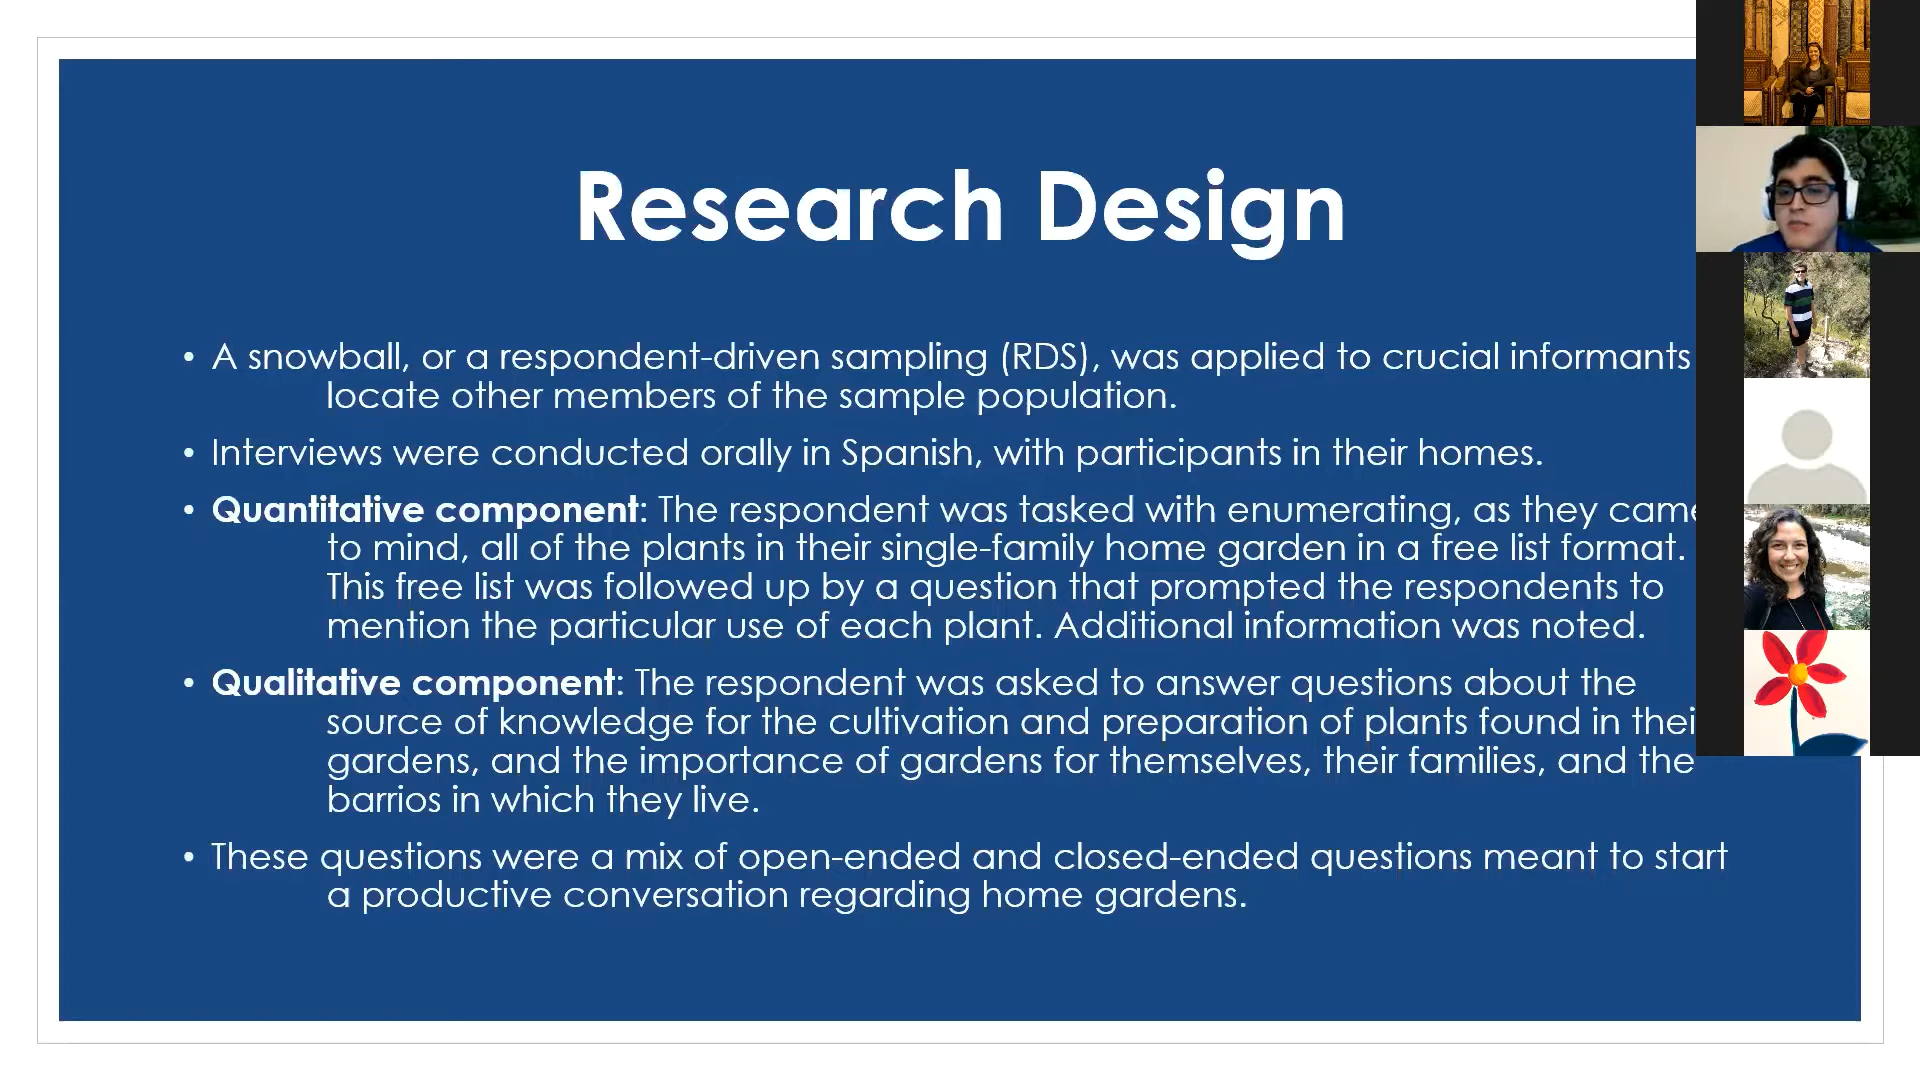 Research Design
• A snowball, or a respondent-driven sampling (RDS), was applied to crucial informants
locate other members of the sample population.
• Interviews were conducted orally in Spanish, with participants in their homes.
• Quantitative component: The respondent was tasked with enumerating, as they came
to mind, all of the plants in their single-family home garden in a free list format.
This free list was followed up by a question that prompted the respondents to
mention the particular use of each plant. Additional information was noted.
• Qualitative component: The respondent was asked to answer questions about the
source of knowledge for the cultivation and preparation of plants found in thei
gardens, and the importance of gardens for themselves, their families, and the
barrios in which they live.
• These questions were a mix of open-ended and closed-ended questions meant to start
a productive conversation regarding home gardens.